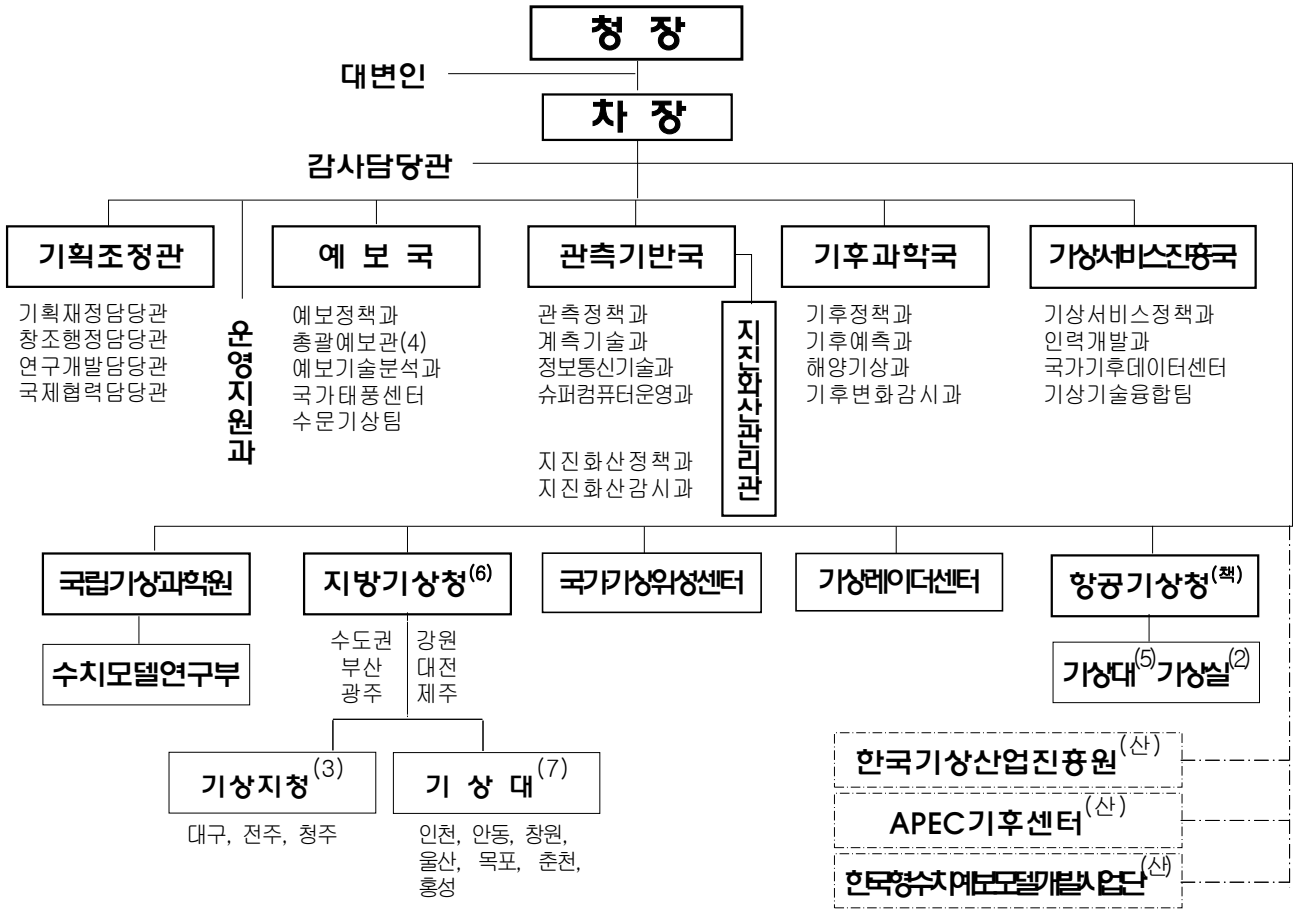 청 장
대변인
차 장
감사담당관
기획조정관
기획재정담당관
창조행정담당관
연구개발담당관
국제협력담당관
운영지원과
예 보 국
예보정책과
총괄예보관(4)
예보기술분석과
국가태풍센터
수문기상팀
관측기반국
관측정책과
계측기술과
정보통신기술과
슈퍼컴퓨터운영과
지진화산정책과
지진화산감시과
지진화산관리관
기후과학국
기후정책과
기후예측과
해양기상과
기후변화감시과
기상서비스진흥국
기상서비스정책과
인력개발과
국가기후데이터센터
기상기술융합팀
국립기상과학원
수치모델연구부
지방기상청(6)
수도권 강원
부산 대전
광주 제주
기상지청(3)
대구, 전주, 청주
기 상 대(7)
인천, 안동, 창원,
울산, 목포, 춘천,
홍성
국가기상위성센터
기상레이더센터
항공기상청(책)
기상대(5)기상실(2)
한국기상산업진흥원(산)
APEC기후센터(산)
한국형수치예보모델개발사업단(산)